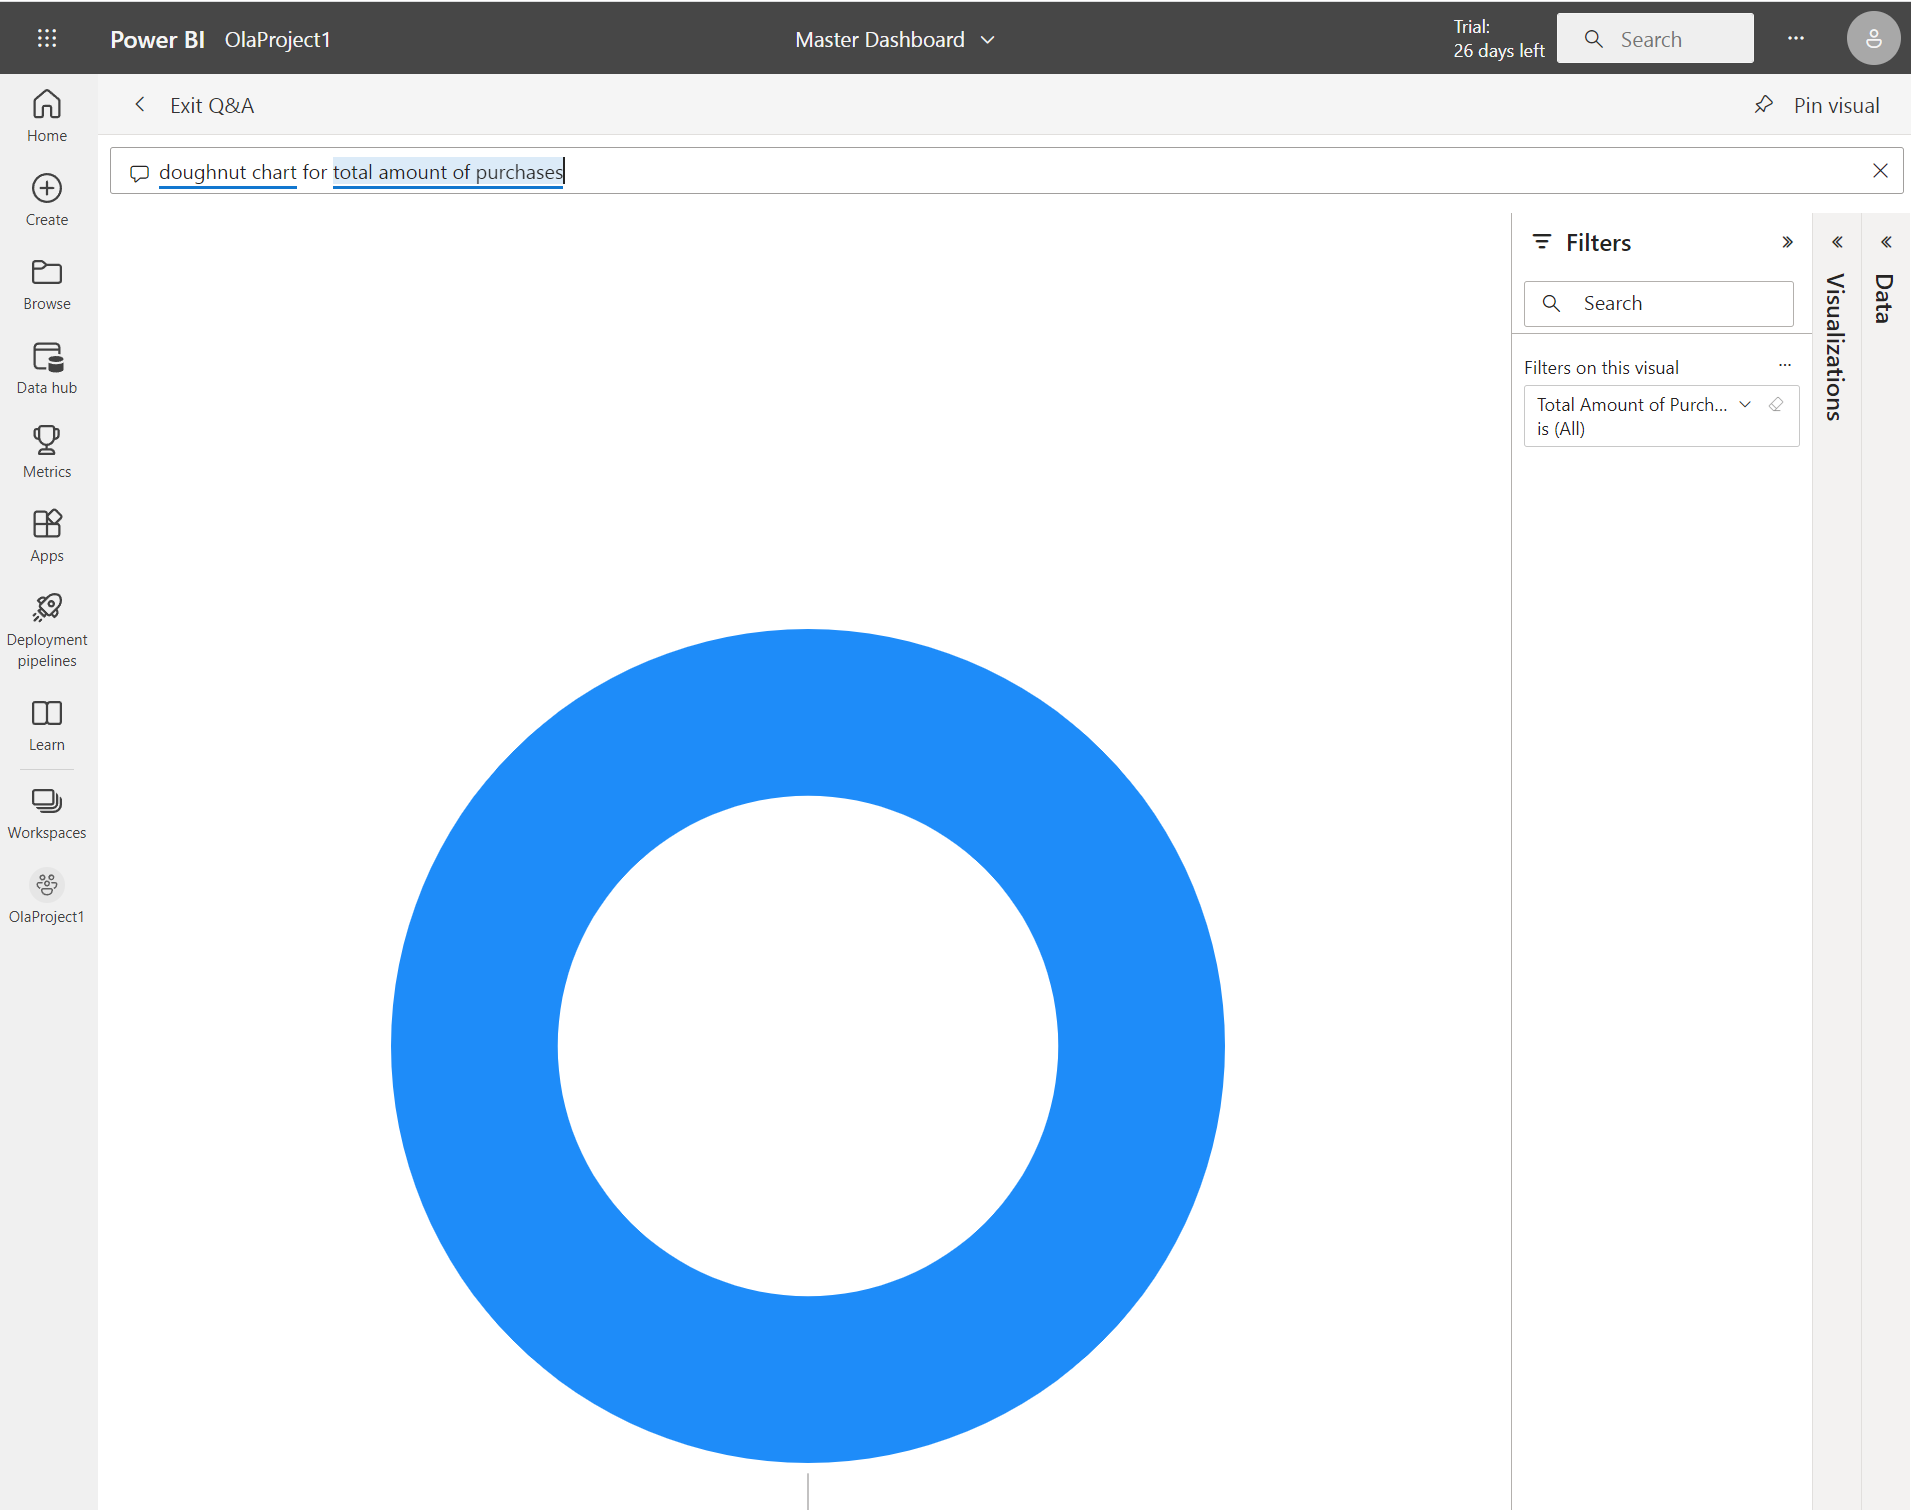 Power BI OlaProject1
Master Dashboard
Trial:
26 days left
Search
Exit Q&A
Pin visual
doughnut chart for total amount of purchases
Home
Create
Browse
Data hub
Metrics
Apps
Deployment
pipelines
Learn
Workspaces
OlaProject1
Filters
Search
Filters on this visual
Total Amount of Purch...
is (All)
Visualizations
Data